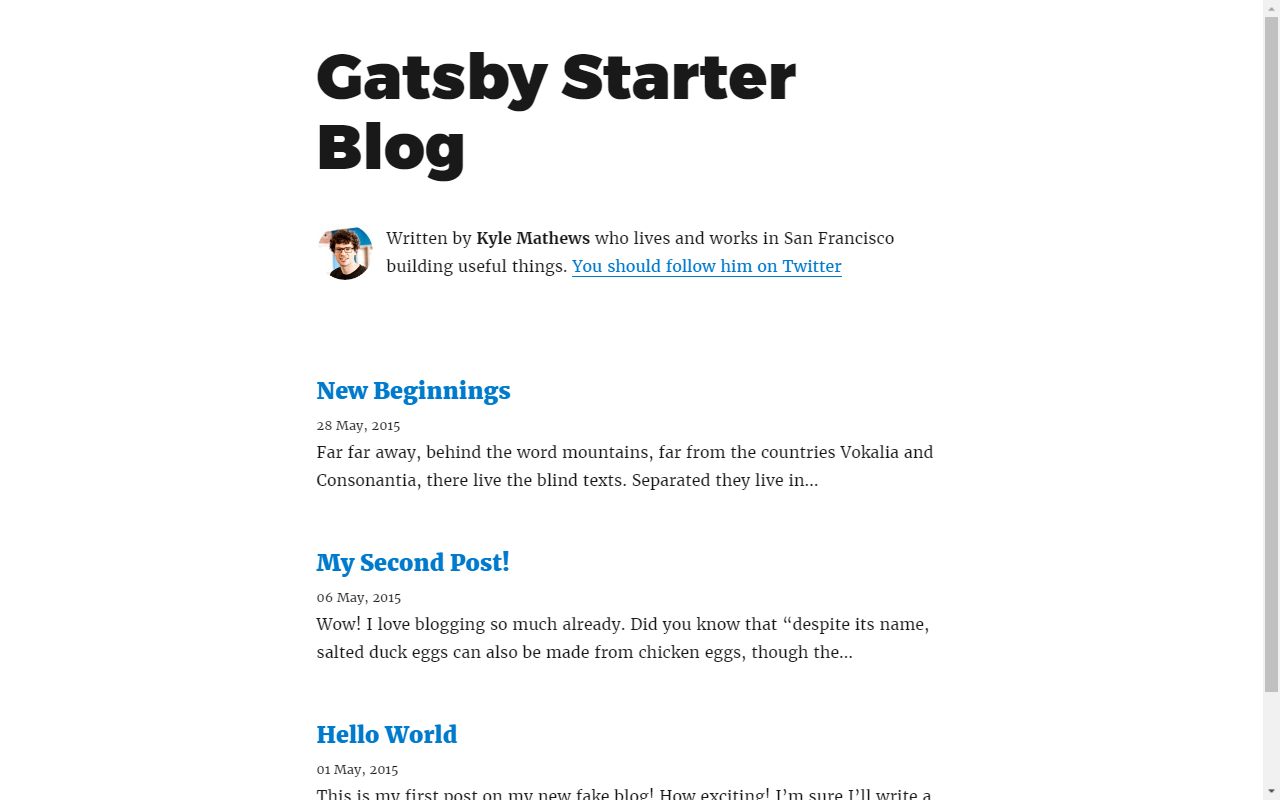 Gatsby Starter
Blog
Written by Kyle Mathews who lives and works in San Francisco
building useful things. You should follow him on Twitter
New Beginnings
28 May, 2015
Far far away, behind the word mountains, far from the countries Vokalia and
Consonantia, there live the blind texts. Separated they live in…
My Second Post!
06 May, 2015
Wow! I love blogging so much already. Did you know that “despite its name,
salted duck eggs can also be made from chicken eggs, though the…
Hello World
01 May, 2015
This is my first post on my new fake blog! How exciting! I’m sure I’ll write a